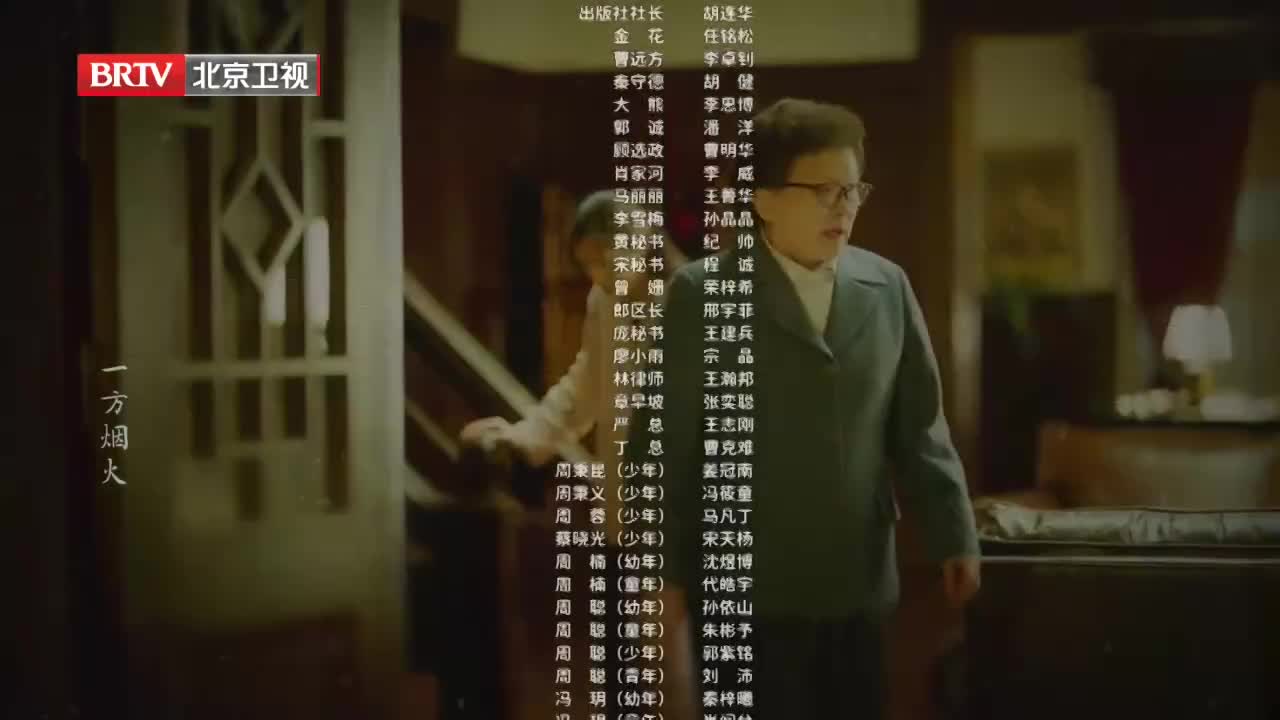 BRTV 北京卫视
一方烟火
出版社社长 胡连华
金 花 任铭松
曹远方 李卓钊
秦守德 胡 健
大 熊 李恩博
郭 诚 潘 洋
顾选政 曹明华
肖家河 李 威
马丽丽 王菁华
李雪梅 孙晶晶
黄秘书 纪 帅
宋秘书 程 诚
曾 姗 荣梓希
郎区长 邢宇菲
庞秘书 王建兵
廖小雨 宗 晶
林律师 王瀚邦
章早坡 张奕聪
严 总 王志刚
丁 总 曹克难
周秉昆（少年） 姜冠南
周秉义（少年） 冯筱童
周 蓉（少年） 马凡丁
蔡晓光（少年） 宋天杨
周 楠（幼年） 沈煜博
周 楠（童年） 代皓宇
周 聪（幼年） 孙依山
周 聪（童年） 朱彬予
周 聪（少年） 郭紫铭
周 聪（青年） 刘 沛
冯 玥（幼年） 秦梓曦